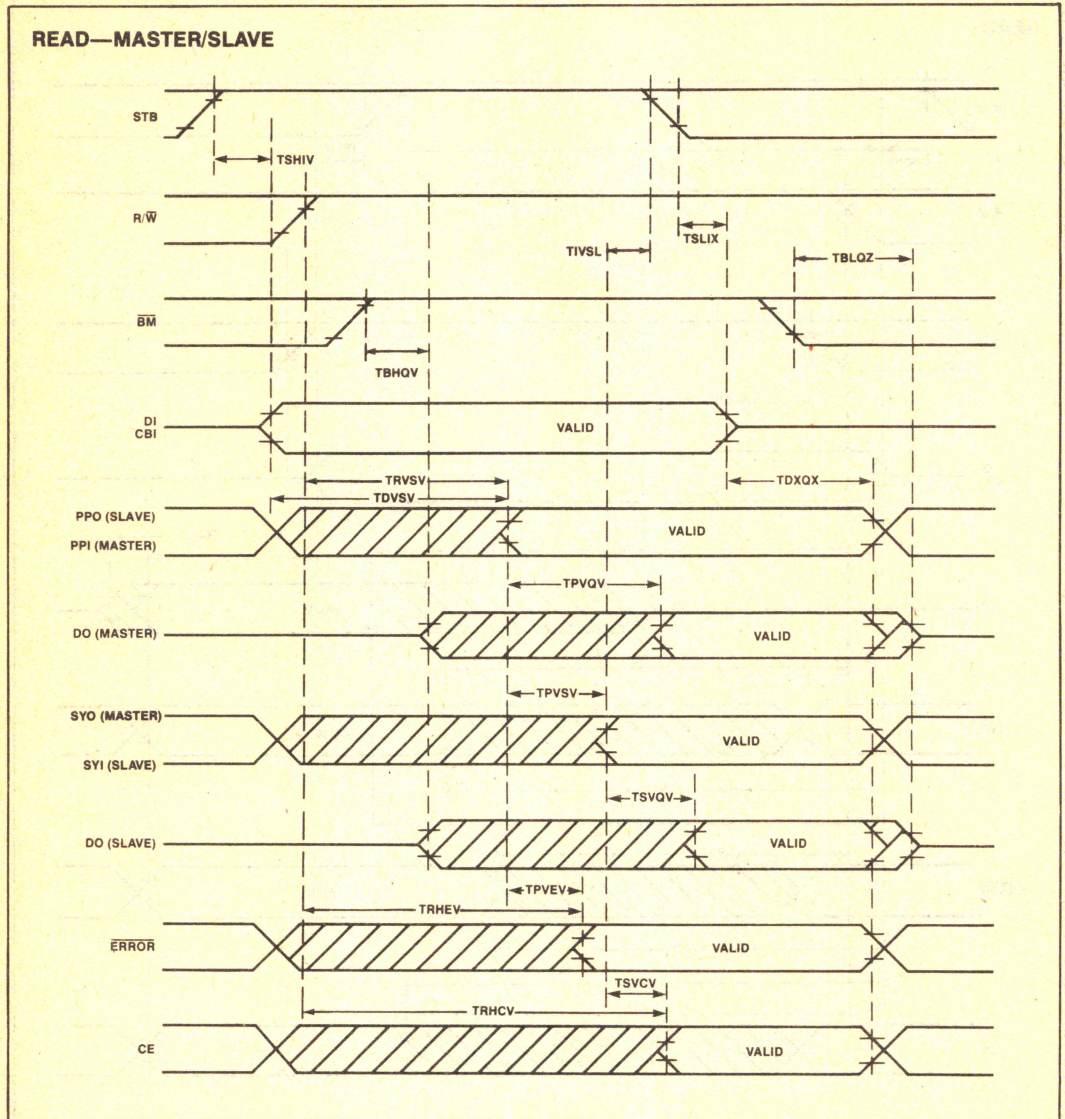 READ—MASTER/SLAVE
STB
TSHIV
R/W̅
TIVSL
TSLIX
TBLQZ
B̅M̅
TBHQV
DI
CBI
VALID
TRVSV
TDXQX
TDVSV
PPO (SLAVE)
PPI (MASTER)
VALID
TPVQV
DO (MASTER)
VALID
TPVSV
SYO (MASTER)
VALID
SYI (SLAVE)
TSVQV
DO (SLAVE)
VALID
TPVEV
TRHEV
E̅R̅R̅O̅R̅
VALID
TSVCV
TRHCV
CE
VALID